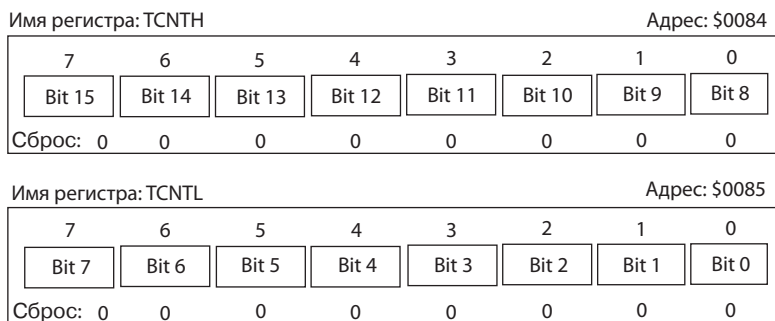 Имя регистра: TCNTH Адрес: $0084
7 6 5 4 3 2 1 0
Bit 15 Bit 14 Bit 13 Bit 12 Bit 11 Bit 10 Bit 9 Bit 8
Сброс: 0 0 0 0 0 0 0 0
Имя регистра: TCNTL Адрес: $0085
7 6 5 4 3 2 1 0
Bit 7 Bit 6 Bit 5 Bit 4 Bit 3 Bit 2 Bit 1 Bit 0
Сброс: 0 0 0 0 0 0 0 0